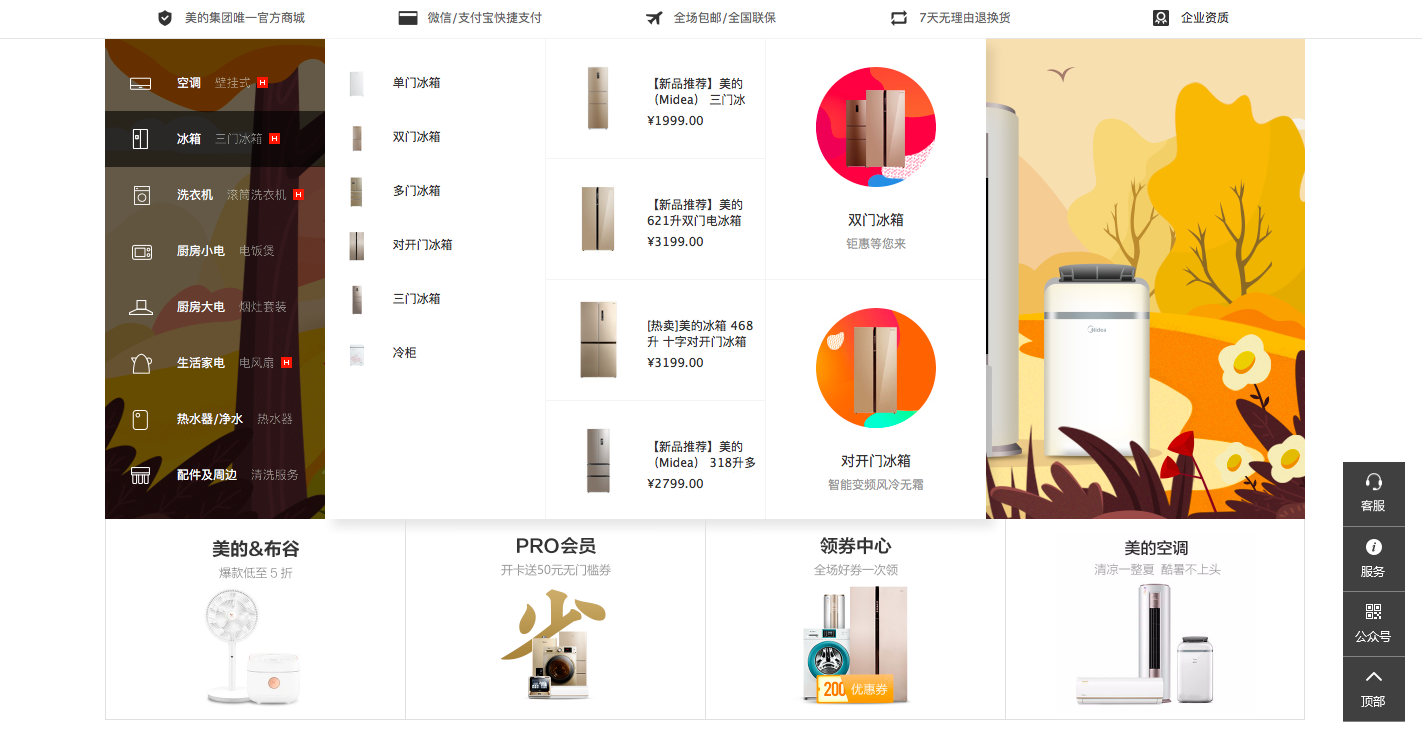 美的集团唯一官方商城
微信/支付宝快捷支付
全场包邮/全国联保
7天无理由退换货
企业资质
空调 壁挂式 H
冰箱 三门冰箱 H
洗衣机 滚筒洗衣机 H
厨房小电 电饭煲
厨房大电 烟灶套装
生活家电 电风扇 H
热水器/净水 热水器
配件及周边 清洗服务
单门冰箱
双门冰箱
多门冰箱
对开门冰箱
三门冰箱
冷柜
【新品推荐】美的
（Midea） 三门冰
¥1999.00
【新品推荐】美的
621升双门电冰箱
¥3199.00
[热卖]美的冰箱 468
升 十字对开门冰箱
¥3199.00
【新品推荐】美的
（Midea） 318升多
¥2799.00
双门冰箱
钜惠等您来
对开门冰箱
智能变频风冷无霜
Midea
美的&布谷
爆款低至５折
PRO会员
开卡送50元无门槛券
省
领券中心
全场好券一次领
200 优惠券
美的空调
清凉一整夏 酷暑不上头
客服
服务
公众号
顶部